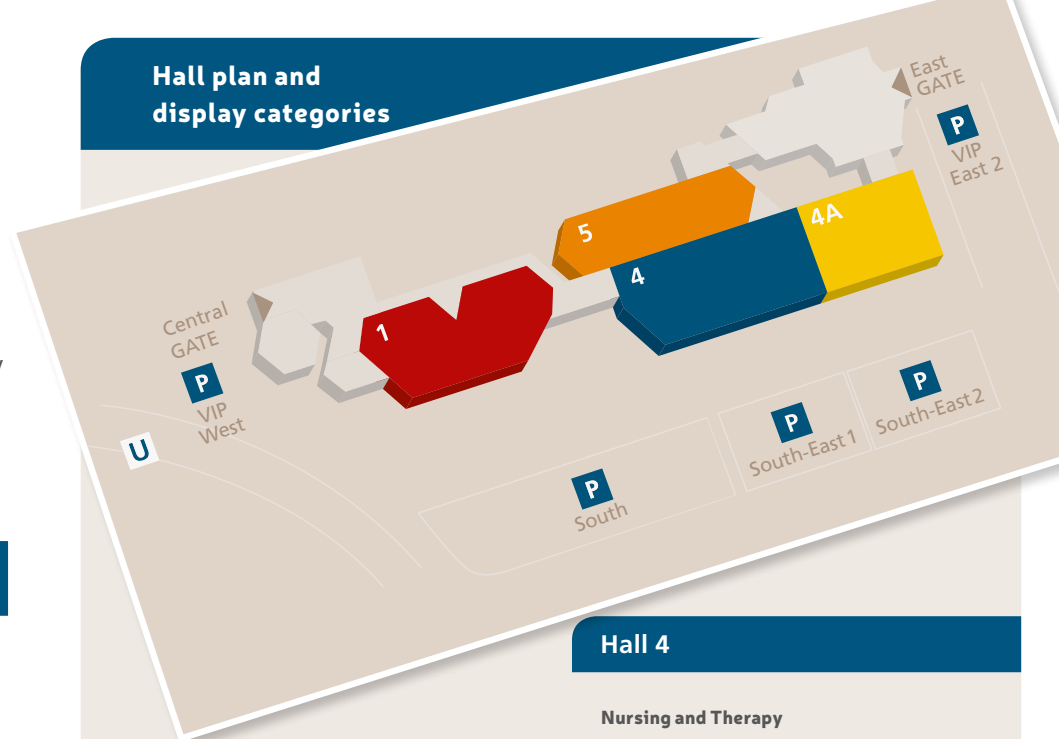 Hall plan and
display categories
East
GATE
P
VIP
East 2
4A
5
4
1
Central
GATE
P
VIP
West
U
P
South-East 2
P
South-East 1
P
South
Hall 4
Nursing and Therapy